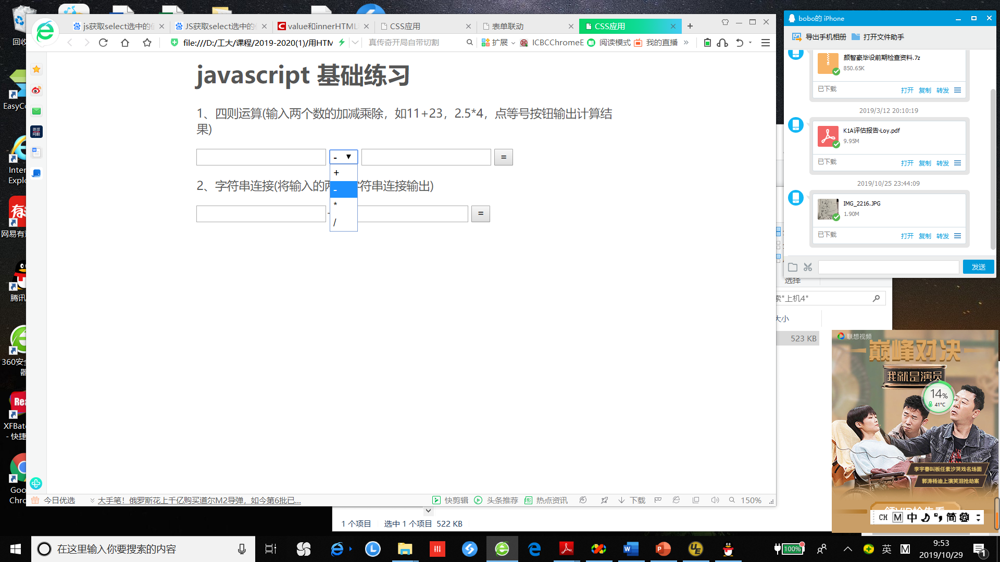 js获取select选中的
JS获取select选中的
value和innerHTML
CSS应用
表单联动
CSS应用
file:///D:/工大/课程/2019-2020(1)/用HTM
真传奇开局自带切割
扩展
ICBCChromeE
阅读模式
我的直播
javascript 基础练习
1、四则运算(输入两个数的加减乘除，如11+23，2.5*4，点等号按钮输出计算结
果)
-
=
+
-
*
/
2、字符串连接(将输入的两
字符串连接输出)
=
今日优选
大手笔！俄罗斯花上千亿购买道尔M2导弹，如今第6批已...
快剪辑
头条推荐
热点资讯
下载
150%
1 个项目
选中 1 个项目 522 KB
回收
EasyCo
Inter
Explo
网易有
腾讯
360安全
器
XFBat
- 快捷
Goo
Chro
bobo的 iPhone
导出手机相册
打开文件助手
颜智豪毕设前期检查资料.7z
850.65K
已下载
打开 复制 转发
2019/3/12 20:10:19
K1A评估报告-Loy.pdf
9.95M
已下载
打开 复制 转发
2019/10/25 23:44:09
IMG_2216.JPG
1.90M
已下载
打开 复制 转发
发送
选择
索"上机4"
大小
523 KB
联想视频
巅峰对决
我就是演员
14%
41°C
李宇春叫板任素汐哭戏名场面
郭涛杨迪上演笑泪抢劫案
CH M 中 简
在这里输入你要搜索的内容
100%
英
M
9:53
2019/10/29
1